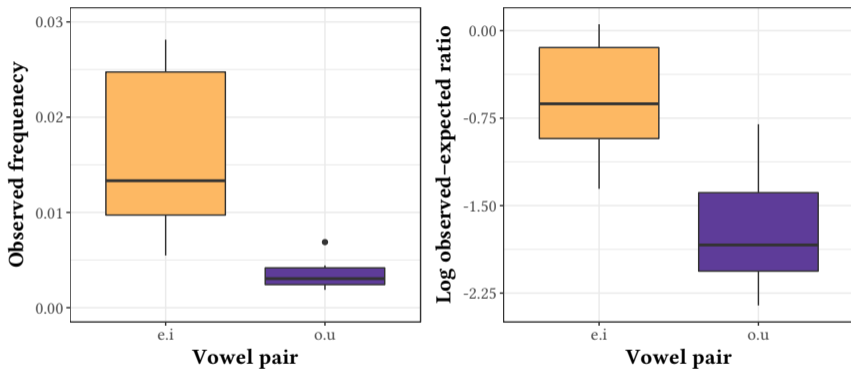 Observed frequenecy
0.03
0.02
0.01
0.00
e.i
o.u
Vowel pair
Log observed–expected ratio
0.00
-0.75
-1.50
-2.25
e.i
o.u
Vowel pair